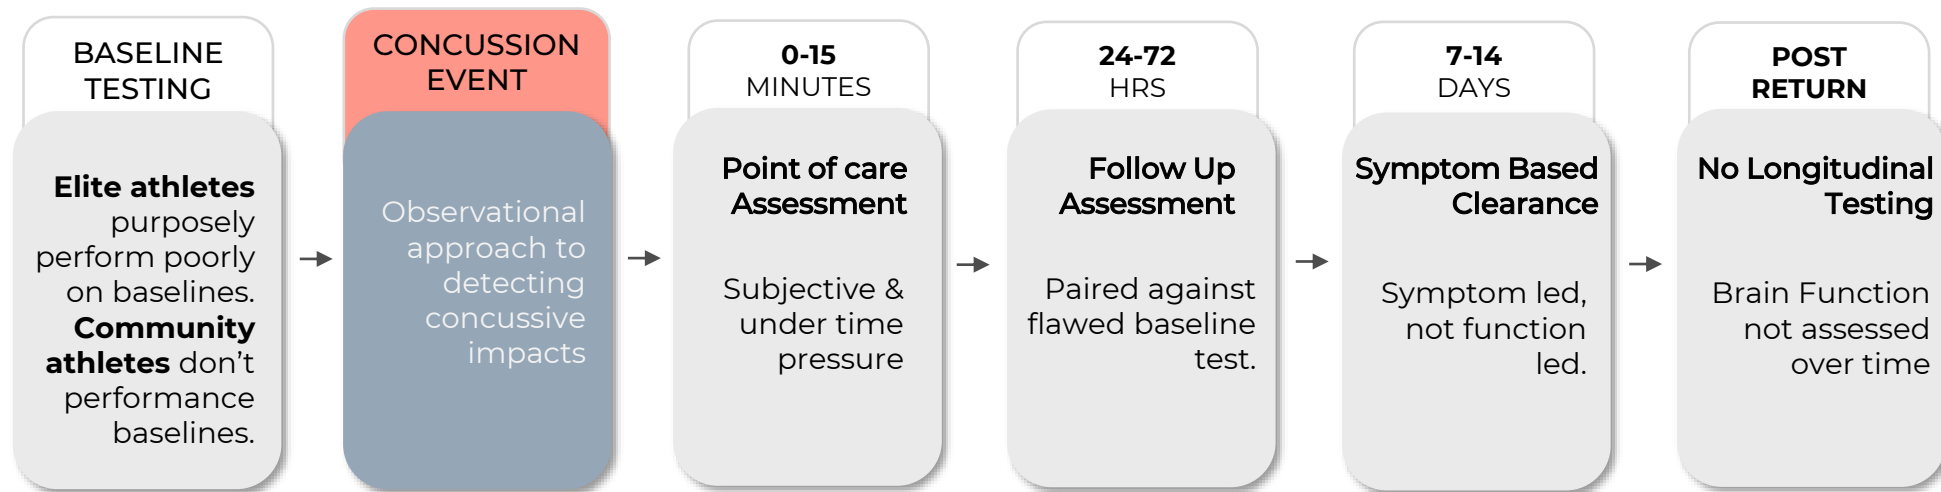 BASELINE
TESTING
Elite athletes
purposely
perform poorly
on baselines.
Community
athletes don't
performance
baselines.
CONCUSSION
EVENT
Observational
approach to
detecting
concussive
impacts
0-15
MINUTES
Point of care
Assessment
Subjective &
under time
pressure
24-72
HRS
Follow Up
Assessment
Paired against
flawed baseline
test.
7-14
DAYS
Symptom Based
Clearance
Symptom led,
not function
led.
POST
RETURN
No Longitudinal
Testing
Brain Function
not assessed
over time